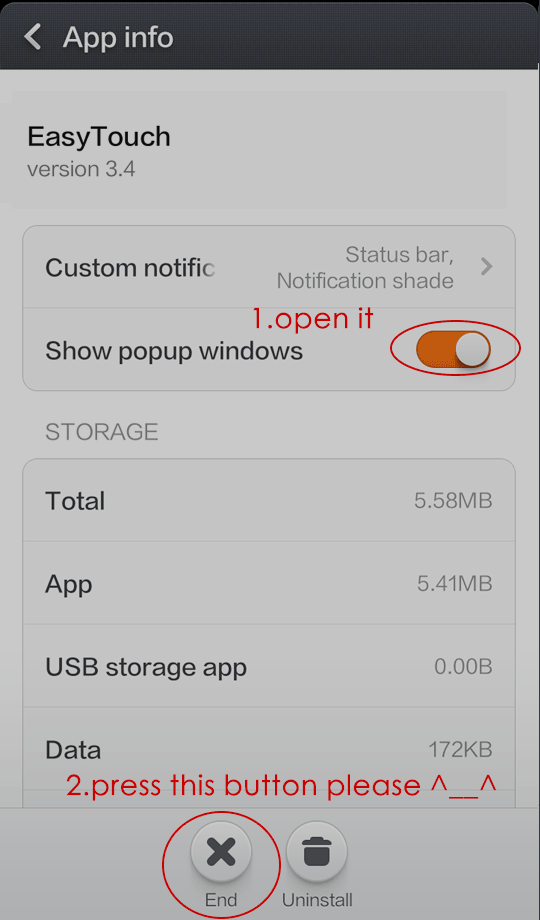 App info
EasyTouch
version 3.4
Custom notific
Status bar,
Notification shade
1.open it
Show popup windows
STORAGE
Total 5.58MB
App 5.41MB
USB storage app 0.00B
Data 172KB
2.press this button please ^__^
End Uninstall